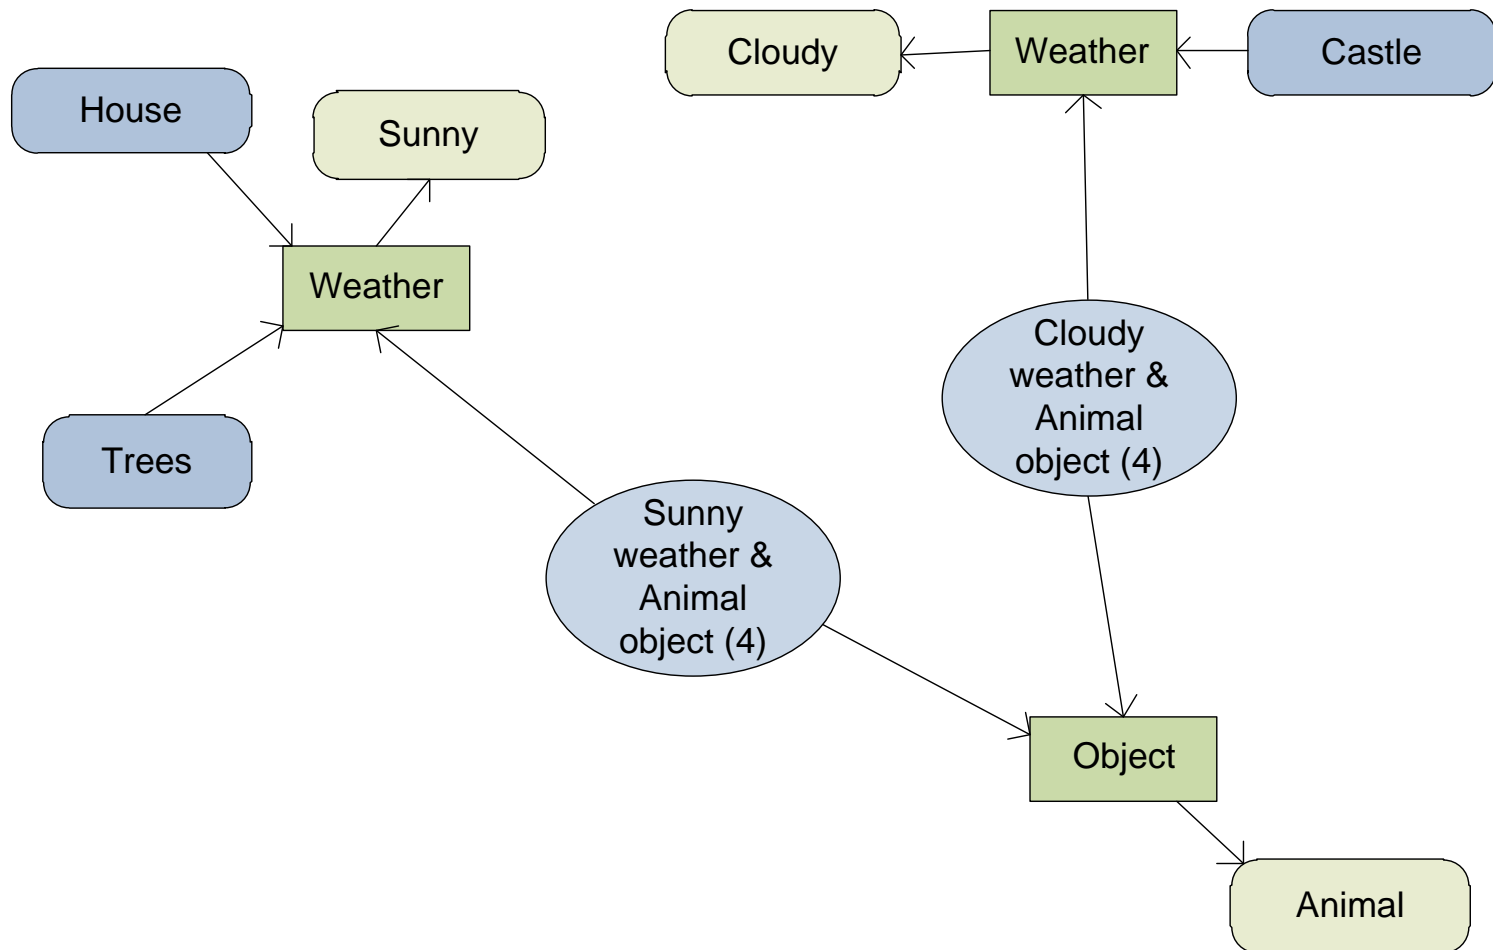 Cloudy
Weather
Castle
House
Sunny
Weather
Trees
Cloudy
weather &
Animal
object (4)
Sunny
weather &
Animal
object (4)
Object
Animal